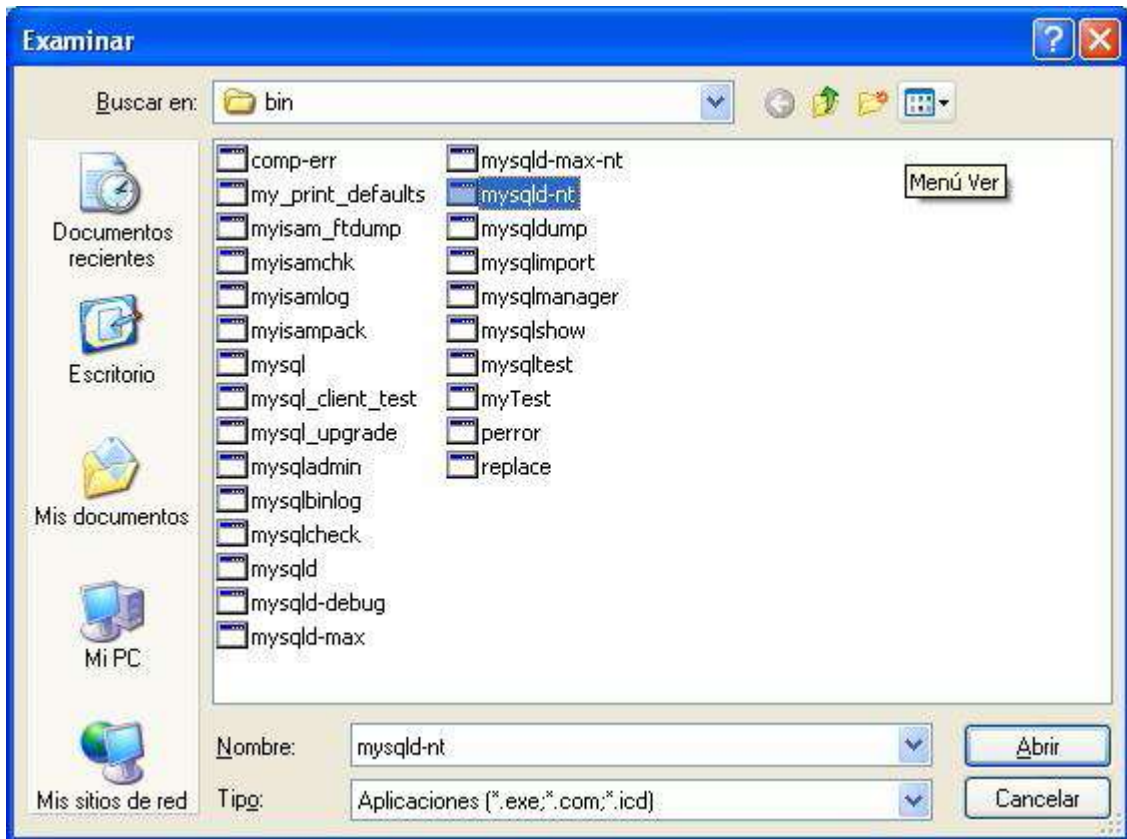 Examinar
Buscar en:
bin
Menú Ver
Documentos
recientes
Escritorio
Mis documentos
Mi PC
Mis sitios de red
comp-err
my_print_defaults
myisam_ftdump
myisamchk
myisamlog
myisampack
mysql
mysql_client_test
mysql_upgrade
mysqladmin
mysqlbinlog
mysqlcheck
mysqld
mysqld-debug
mysqld-max
mysqld-max-nt
mysqld-nt
mysqldump
mysqlimport
mysqlmanager
mysqlshow
mysqltest
myTest
perror
replace
Nombre:
mysqld-nt
Abrir
Tipo:
Aplicaciones (*.exe;*.com;*.icd)
Cancelar